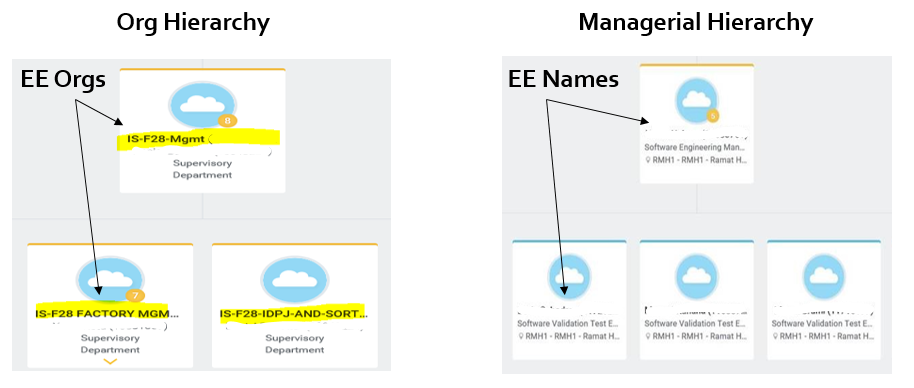 Org Hierarchy
Managerial Hierarchy
EE Orgs
8
IS-F28-Mgmt (
Supervisory
Department
7
IS-F28 FACTORY MGM...
Supervisory
Department
IS-F28-IDPJ-AND-SORT...
Supervisory
Department
EE Names
Software Engineering Man...
RMH1 - RMH1 - Ramat H...
Software Validation Test E...
RMH1 - RMH1 - Ramat H...
Software Validation Test E...
RMH1 - RMH1 - Ramat H...
Software Validation Test E...
RMH1 - RMH1 - Ramat H...